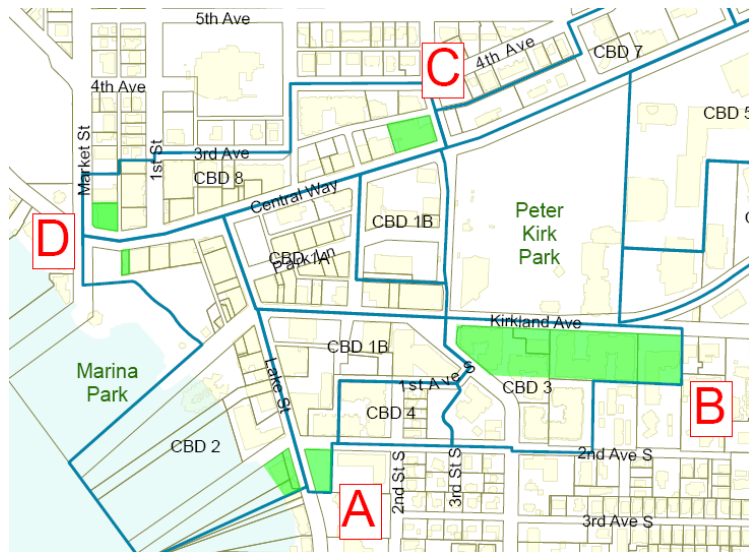 5th Ave
4th Ave
C
CBD 7
4th Ave
Market St
1st St
3rd Ave
CBD 8
CBD 5
Central Way
D
CBD 1B
Peter
Kirk
Park
CBD 1A
Park Ln
Kirkland Ave
Marina
Park
Lake St
CBD 1B
1st Ave S
CBD 3
CBD 4
B
CBD 2
2nd St S
3rd St S
2nd Ave S
A
3rd Ave S